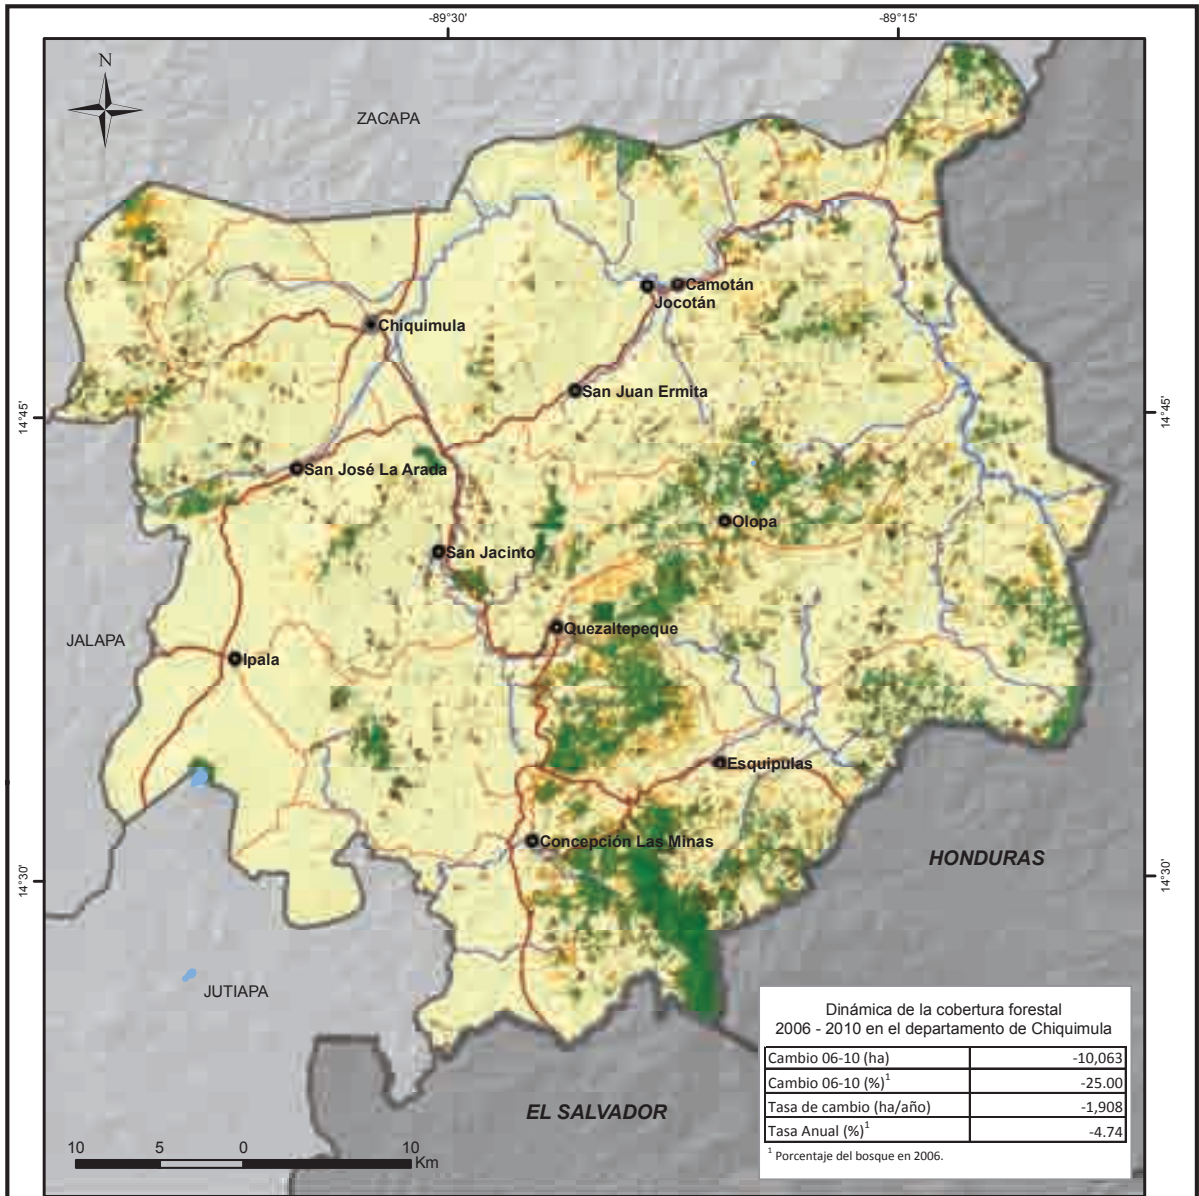 -89°30'
-89°15'
N
ZACAPA
Camotán
Jocotán
Chiquimula
San Juan Ermita
14°45'
14°45'
San José La Arada
Olopa
San Jacinto
Quezaltepeque
JALAPA
Ipala
Esquipulas
Concepción Las Minas
HONDURAS
14°30'
14°30'
JUTIAPA
EL SALVADOR
Dinámica de la cobertura forestal
2006 - 2010 en el departamento de Chiquimula
Cambio 06-10 (ha) -10,063
Cambio 06-10 (%)¹ -25.00
Tasa de cambio (ha/año) -1,908
Tasa Anual (%)¹ -4.74
¹ Porcentaje del bosque en 2006.
10 5 0 10
Km